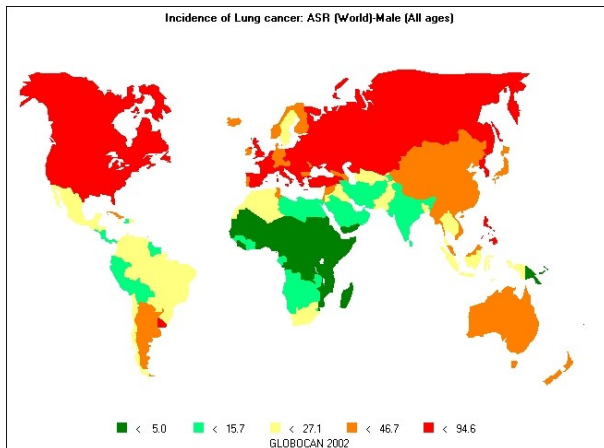 Incidence of Lung cancer: ASR (World)-Male (All ages)
< 5.0 < 15.7 < 27.1 < 46.7 < 94.6
GLOBOCAN 2002